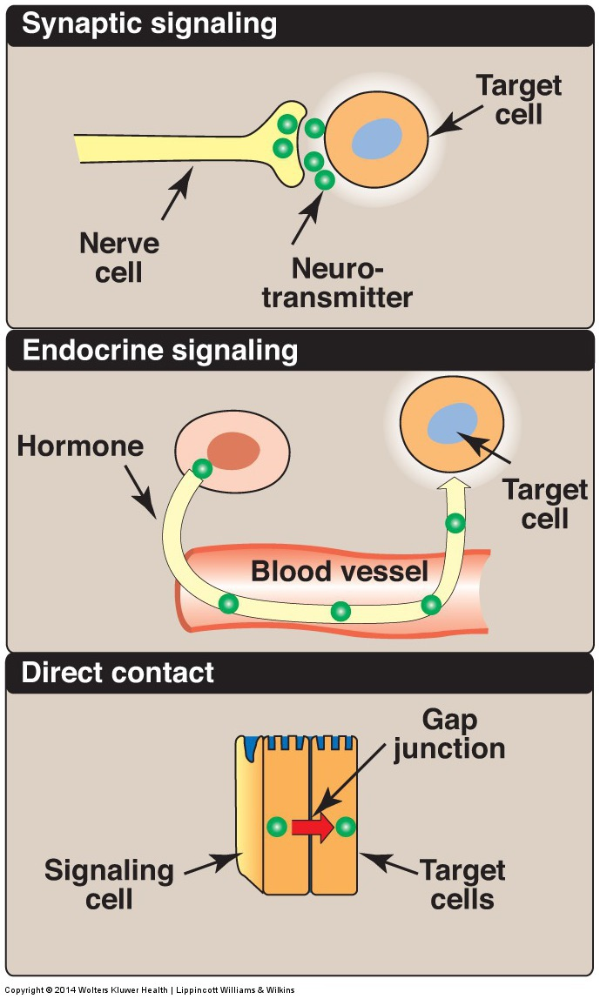 Synaptic signaling
Target
cell
Nerve
cell
Neuro-
transmitter
Endocrine signaling
Hormone
Target
cell
Blood vessel
Direct contact
Gap
junction
Signaling
cell
Target
cells
Copyright © 2014 Wolters Kluwer Health | Lippincott Williams & Wilkins